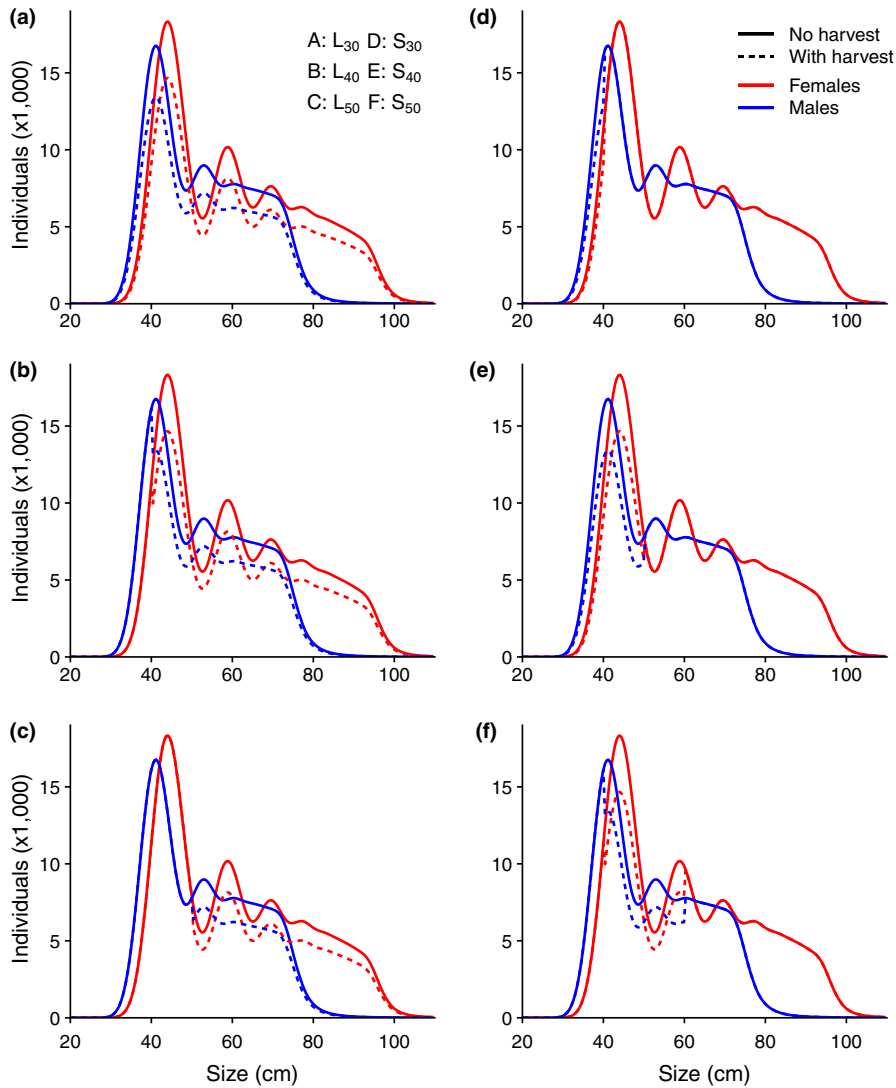 (a)
A: L30 D: S30
B: L40 E: S40
C: L50 F: S50
Individuals (x1,000)
15
10
5
0
20 40 60 80 100
(d)
No harvest
With harvest
Females
Males
15
10
5
0
20 40 60 80 100
(b)
Individuals (x1,000)
15
10
5
0
20 40 60 80 100
(e)
15
10
5
0
20 40 60 80 100
(c)
Individuals (x1,000)
15
10
5
0
20 40 60 80 100
Size (cm)
(f)
15
10
5
0
20 40 60 80 100
Size (cm)